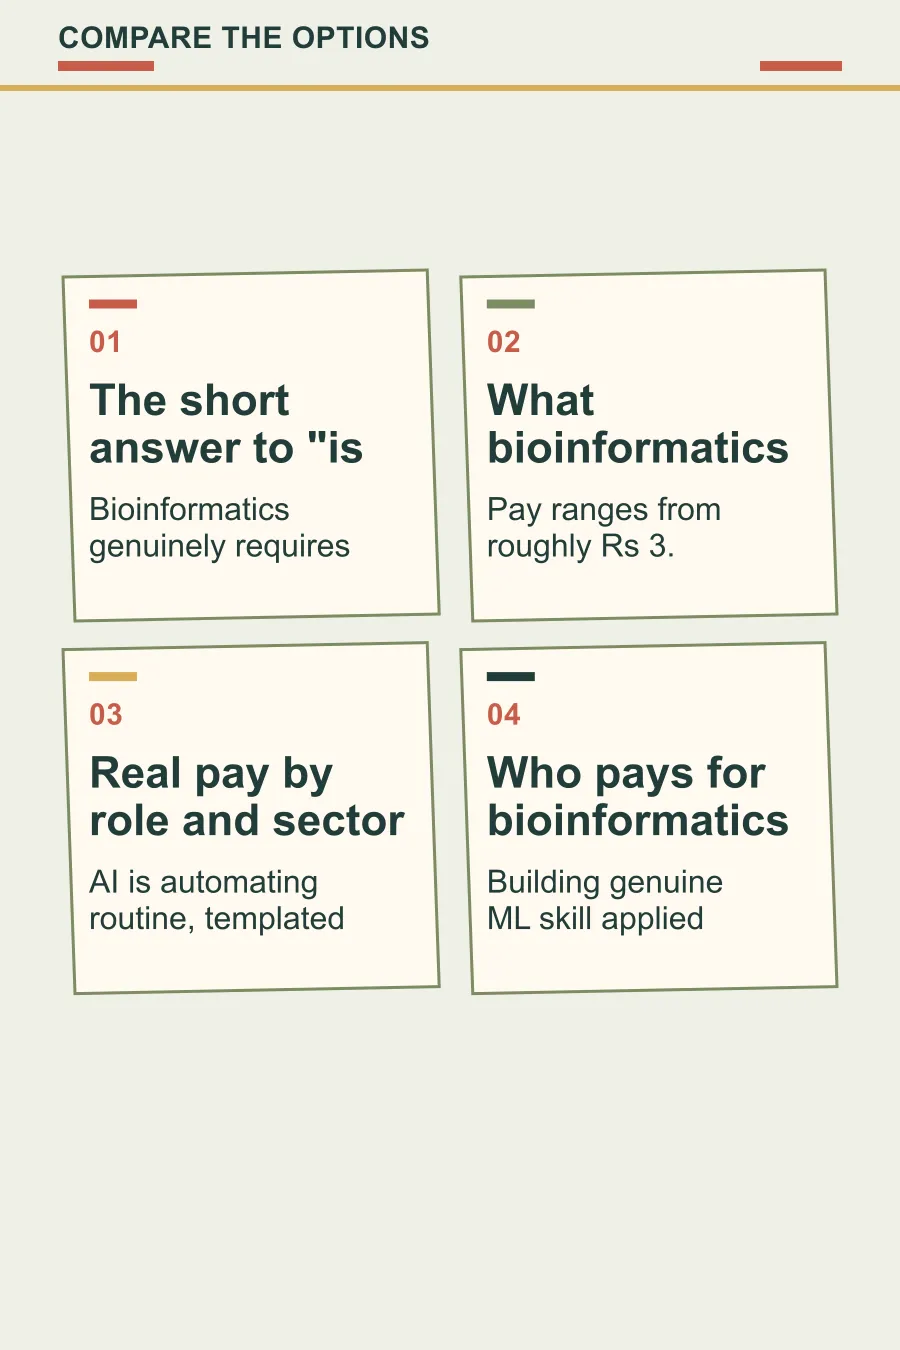 COMPARE THE OPTIONS
01
The short
answer to "is
Bioinformatics
genuinely requires
02
What
bioinformatics
Pay ranges from
roughly Rs 3.
03
Real pay by
role and sector
AI is automating
routine, templated
04
Who pays for
bioinformatics
Building genuine
ML skill applied